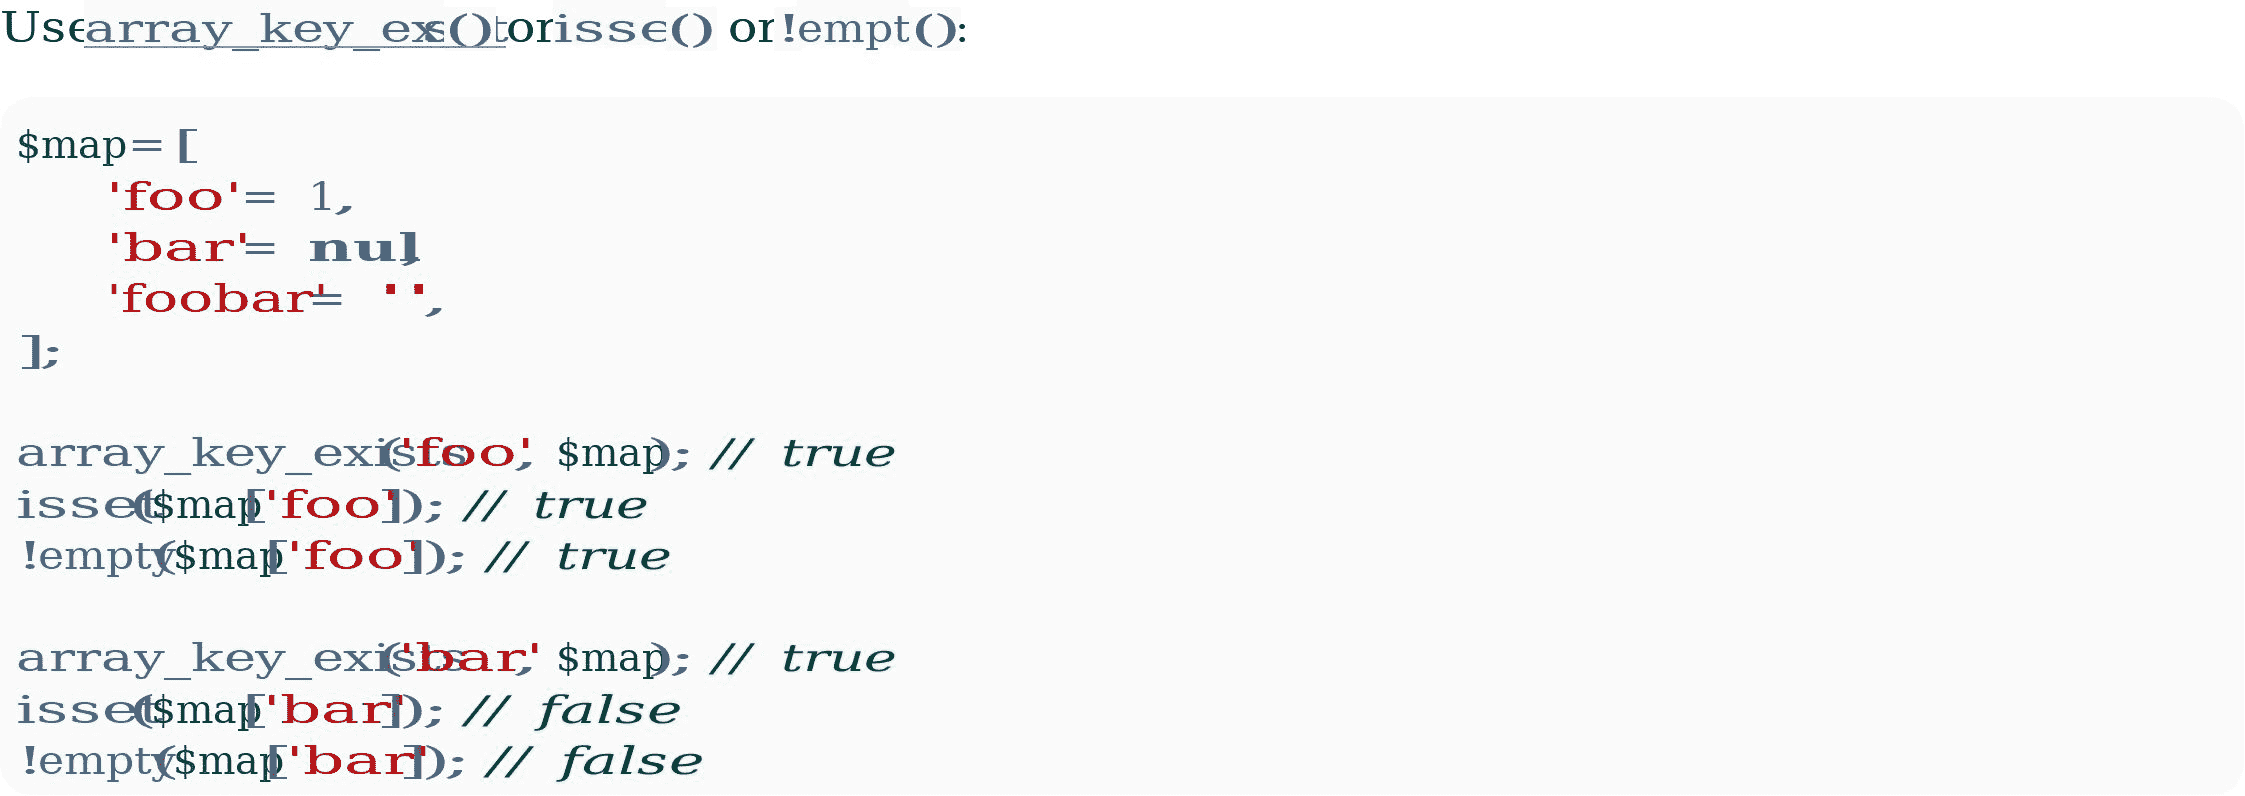 Use array_key_exists() or isset() or !empty():
$map = [
'foo' = 1,
'bar' = null,
'foobar' = '',
];
array_key_exists('foo', $map); // true
isset($map['foo']); // true
!empty($map['foo']); // true
array_key_exists('bar', $map); // true
isset($map['bar']); // false
!empty($map['bar']); // false